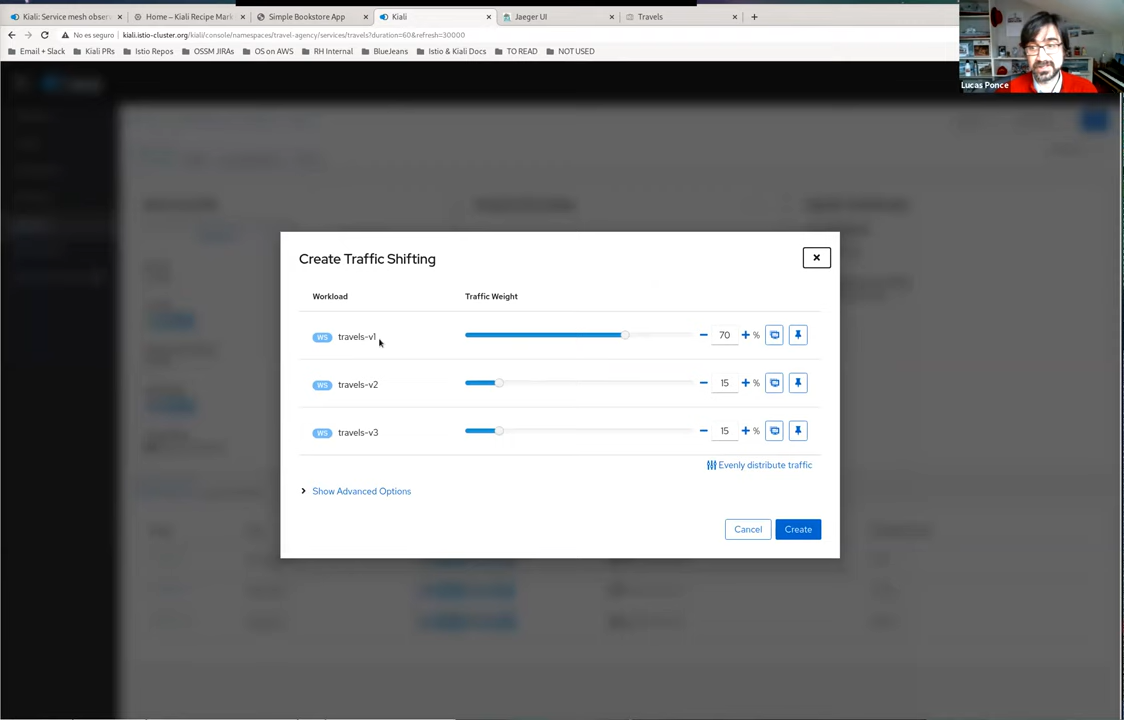 Kiali: Service mesh obser
Home – Kiali Recipe Mark
Simple Bookstore App
Kiali
Jaeger UI
Travels
No es seguro
kiali.istio-cluster.org/kiali/console/namespaces/travel-agency/services/travels?duration=60&refresh=30000
Email + Slack
Kiali PRs
Istio Repos
OSSM JIRAs
OS on AWS
RH Internal
BlueJeans
Istio & Kiali Docs
TO READ
NOT USED
Lucas Ponce
Create Traffic Shifting
Workload Traffic Weight
WS travels-v1 70 %
WS travels-v2 15 %
WS travels-v3 15 %
Evenly distribute traffic
Show Advanced Options
Cancel Create